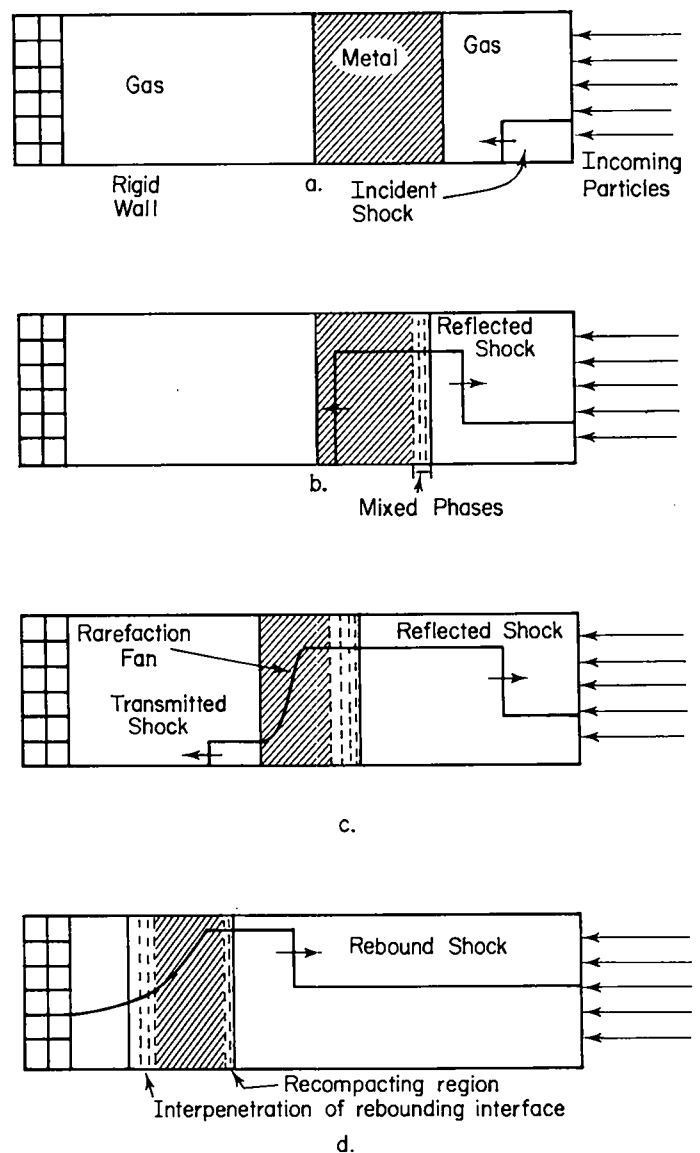 Gas
Metal
Gas
Rigid
Wall
a.
Incident
Shock
Incoming
Particles
Reflected
Shock
b.
Mixed Phases
Rarefaction
Fan
Reflected Shock
Transmitted
Shock
c.
Rebound Shock
Recompacting region
Interpenetration of rebounding interface
d.